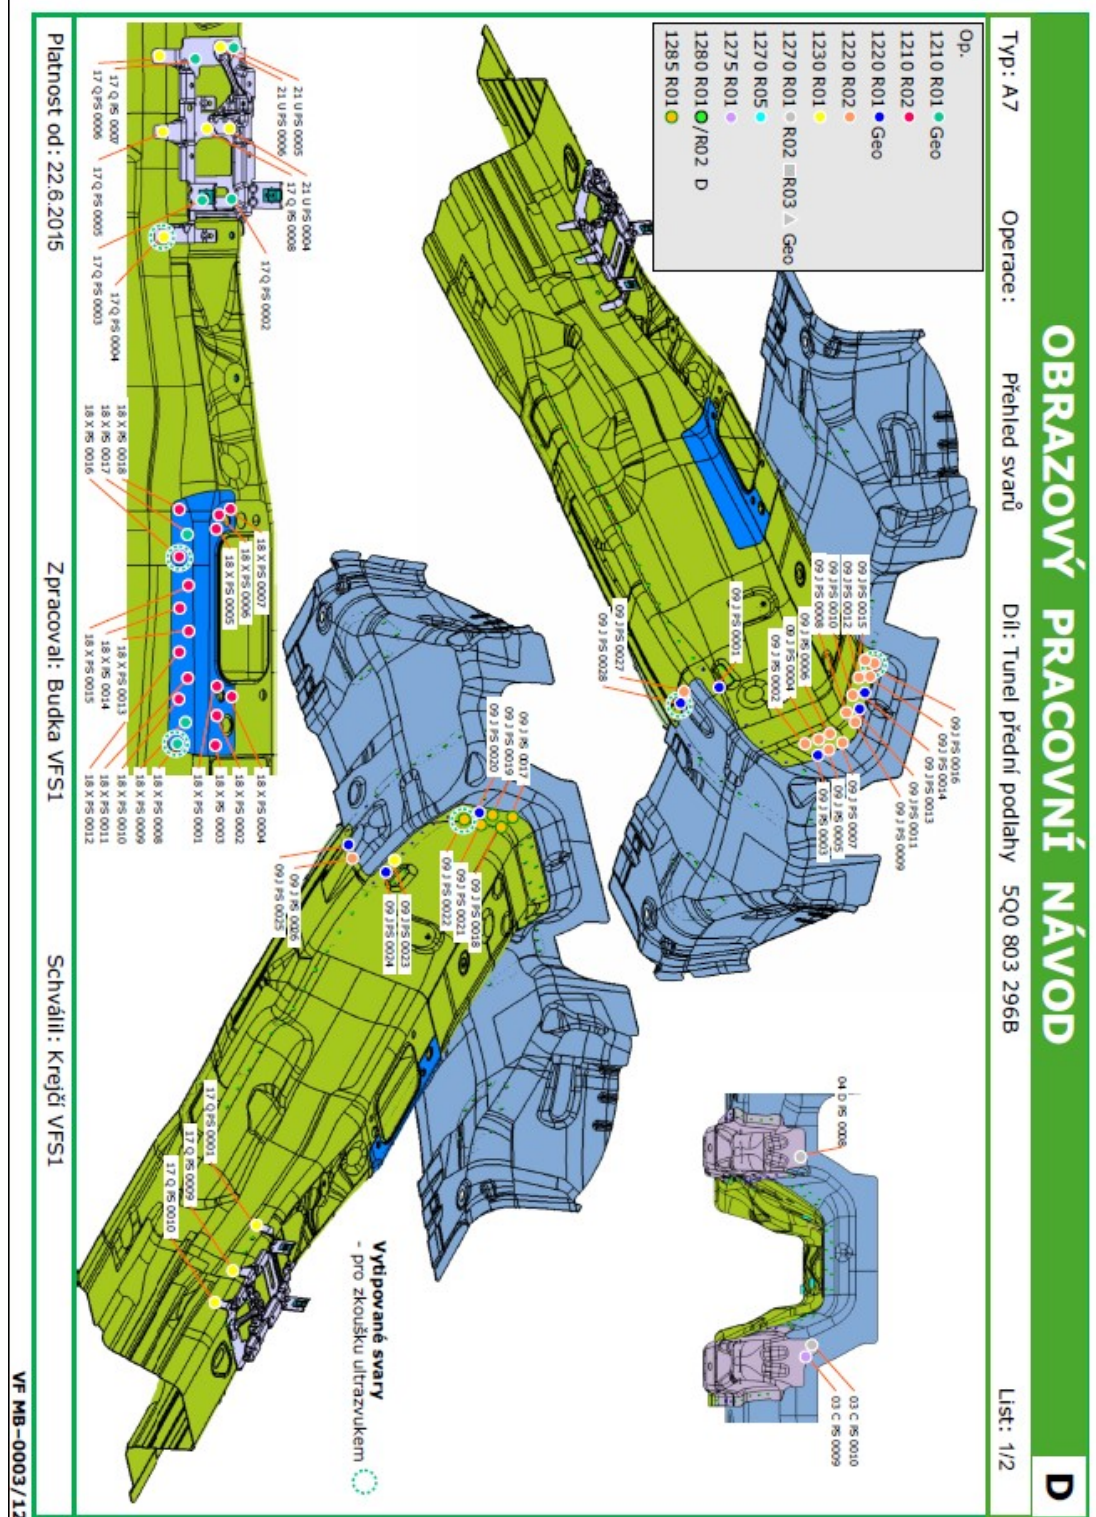 OBRAZOVÝ PRACOVNÍ NÁVOD
D
Typ: A7
Operace:
Přehled svarů
Díl: Tunel přední podlahy
5Q0 803 296B
List: 1/2
Op.
1210 R01 Geo
1210 R02
1220 R01 Geo
1220 R02
1230 R01
1270 R01 R02 R03 Geo
1270 R05
1275 R01
1280 R01 /R02 D
1285 R01
09 J PS 0015
09 J PS 0012
09 J PS 0010
09 J PS 0008
09 J PS 0006
09 J PS 0004
09 J PS 0002
09 J PS 0001
09 J PS 0027
09 J PS 0028
09 J PS 0016
09 J PS 0014
09 J PS 0013
09 J PS 0011
09 J PS 0009
09 J PS 0007
09 J PS 0005
09 J PS 0003
04 D PS 0008
03 C PS 0010
03 C PS 0009
09 J PS 0017
09 J PS 0019
09 J PS 0020
09 J PS 0018
09 J PS 0021
09 J PS 0022
09 J PS 0023
09 J PS 0024
09 J PS 0026
09 J PS 0025
17 Q PS 0001
17 Q PS 0009
17 Q PS 0010
Vytipované svary
- pro zkoušku ultrazvukem
21 U PS 0005
21 U PS 0006
21 U PS 0004
17 Q PS 0008
17 Q PS 0002
17 Q PS 0007
17 Q PS 0006
17 Q PS 0005
17 Q PS 0003
17 Q PS 0004
18 X PS 0018
18 X PS 0017
18 X PS 0016
18 X PS 0007
18 X PS 0006
18 X PS 0005
18 X PS 0013
18 X PS 0014
18 X PS 0015
18 X PS 0004
18 X PS 0002
18 X PS 0003
18 X PS 0001
18 X PS 0008
18 X PS 0009
18 X PS 0010
18 X PS 0011
18 X PS 0012
Platnost od: 22.6.2015
Zpracoval: Budka VFS1
Schválil: Krejčí VFS1
VF MB-0003/12